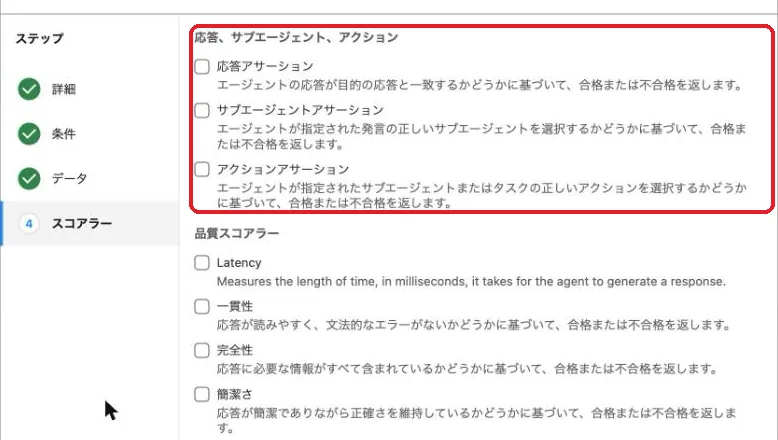 ステップ
詳細
条件
データ
4 スコアラー
応答、サブエージェント、アクション
応答アサーション
エージェントの応答が目的の応答と一致するかどうかに基づいて、合格または不合格を返します。
サブエージェントアサーション
エージェントが指定された発言の正しいサブエージェントを選択するかどうかに基づいて、合格ま
たは不合格を返します。
アクションアサーション
エージェントが指定されたサブエージェントまたはタスクの正しいアクションを選択するかどうか
に基づいて、合格または不合格を返します。
品質スコアラー
Latency
Measures the length of time, in milliseconds, it takes for the agent to generate a response.
一貫性
応答が読みやすく、文法的なエラーがないかどうかに基づいて、合格または不合格を返します。
完全性
応答に必要な情報がすべて含まれているかどうかに基づいて、合格または不合格を返します。
簡潔さ
応答が簡潔でありながら正確さを維持しているかどうかに基づいて、合格または不合格を返しま
す。